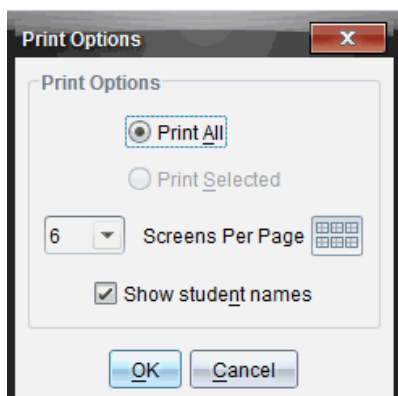 Print Options
Print Options
Print All
Print Selected
6 Screens Per Page
Show student names
OK Cancel